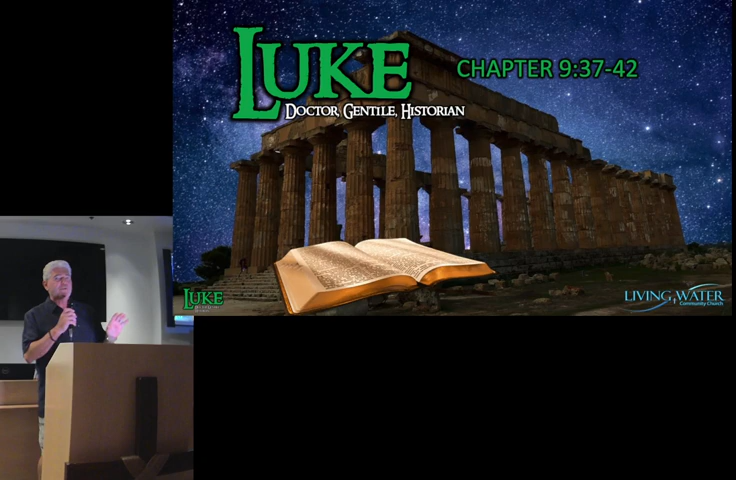 LUKE
DOCTOR, GENTILE, HISTORIAN
CHAPTER 9:37-42
LUKE
LIVING WATER
Community Church